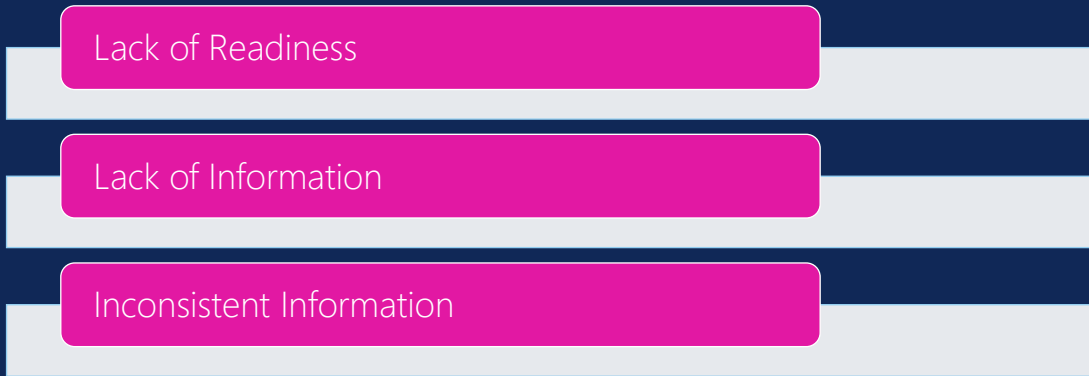 Lack of Readiness
Lack of Information
Inconsistent Information